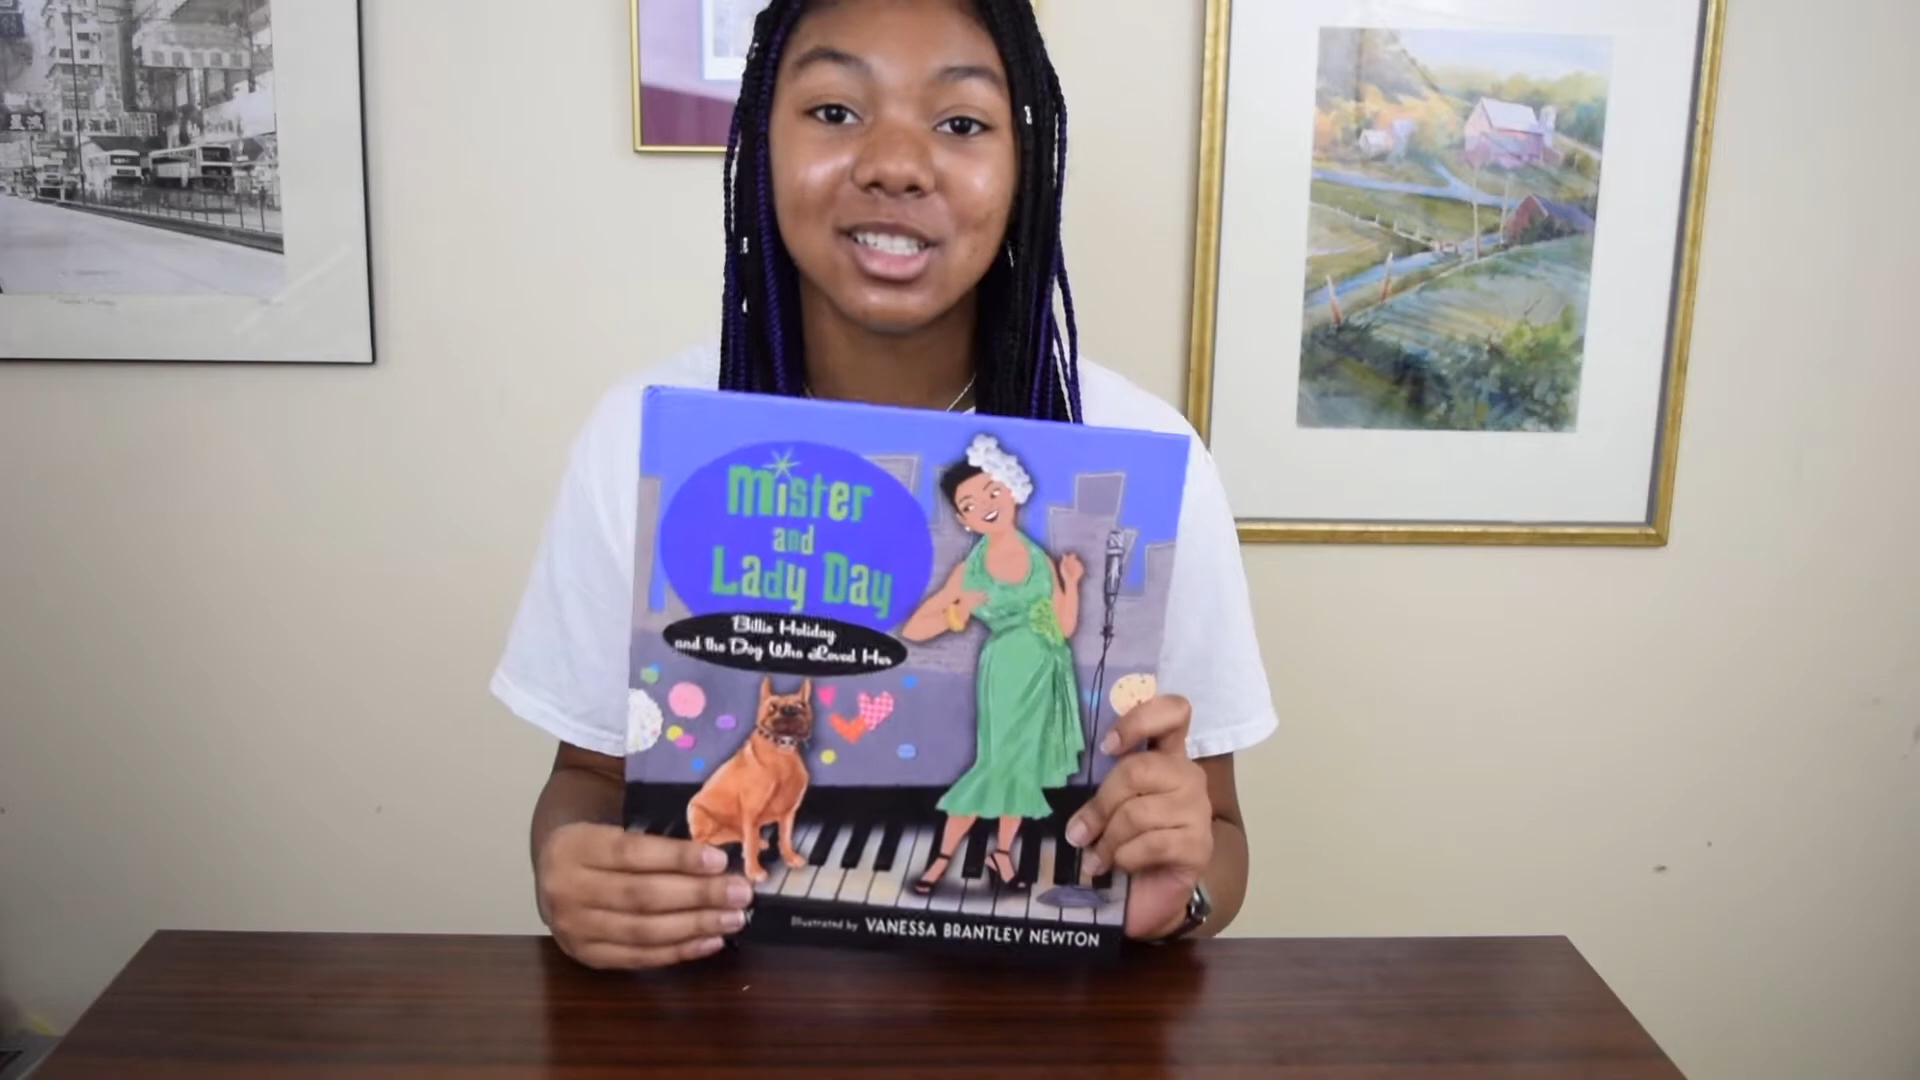 Mister
and
Lady Day
Billie Holiday
and the Dog Who Loved Her
Illustrated by VANESSA BRANTLEY NEWTON